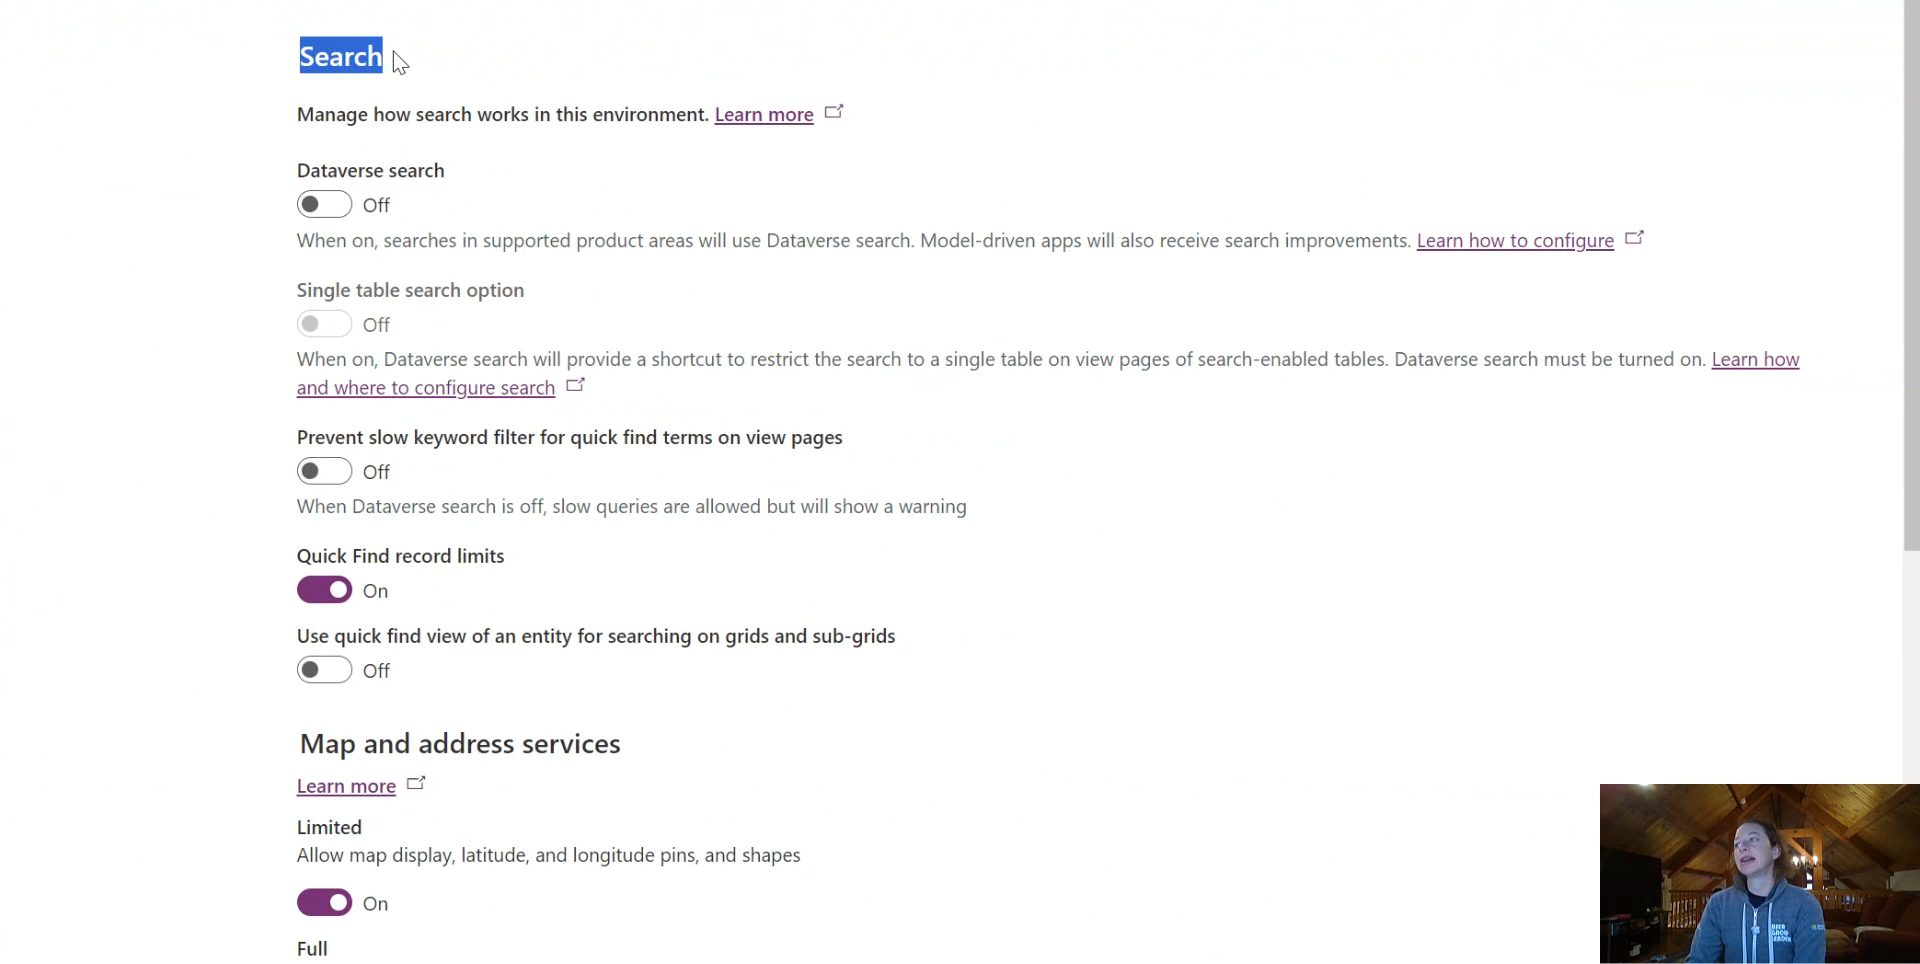 Search
Manage how search works in this environment. Learn more
Dataverse search
Off
When on, searches in supported product areas will use Dataverse search. Model-driven apps will also receive search improvements. Learn how to configure
Single table search option
Off
When on, Dataverse search will provide a shortcut to restrict the search to a single table on view pages of search-enabled tables. Dataverse search must be turned on. Learn how
and where to configure search
Prevent slow keyword filter for quick find terms on view pages
Off
When Dataverse search is off, slow queries are allowed but will show a warning
Quick Find record limits
On
Use quick find view of an entity for searching on grids and sub-grids
Off
Map and address services
Learn more
Limited
Allow map display, latitude, and longitude pins, and shapes
On
Full
USER
GROUP
LEADER